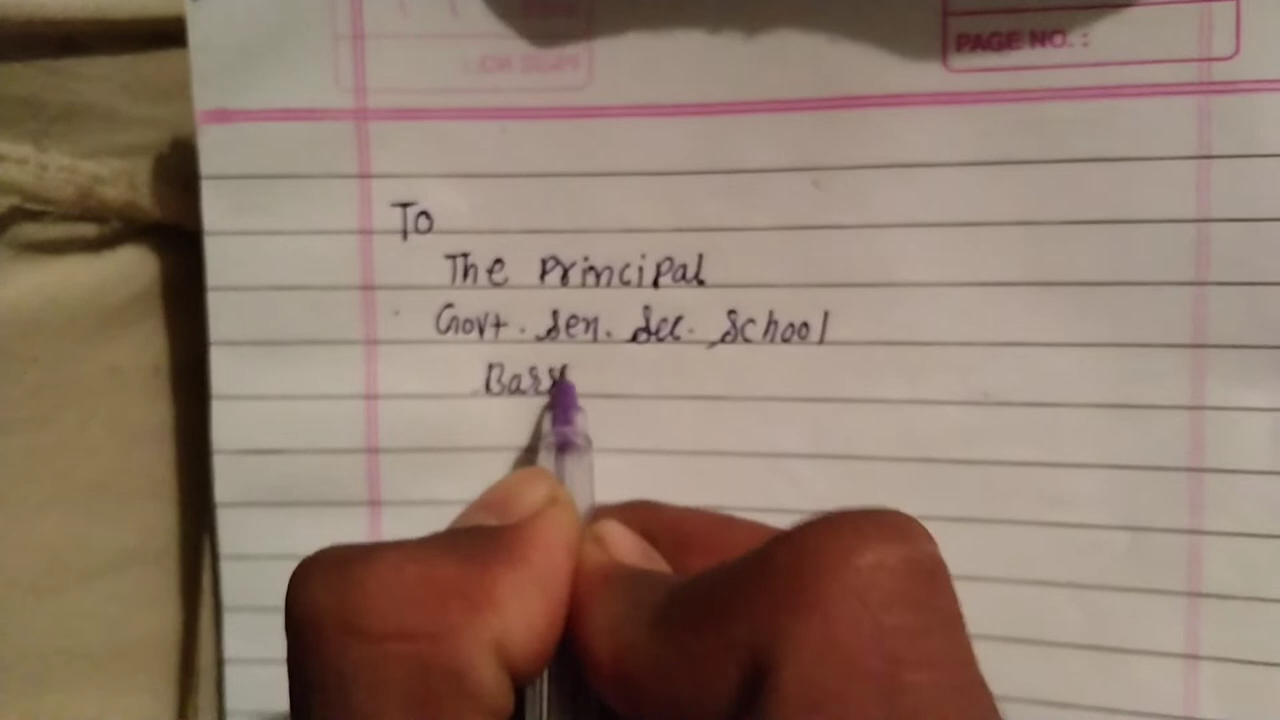 PAGE NO. :
To
The Principal
Govt. Sen. Sec. School